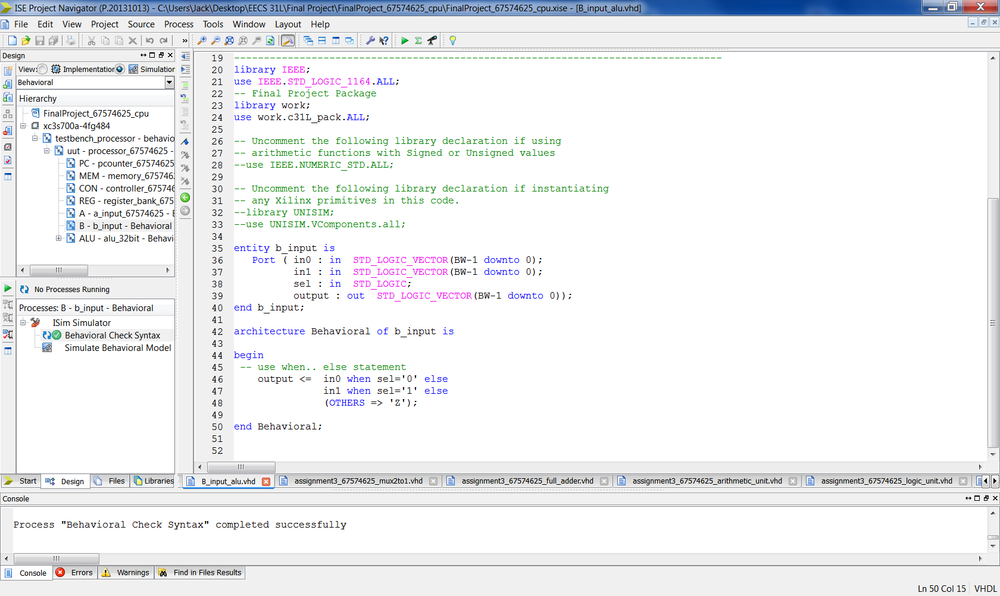 ISE Project Navigator (P.20131013) - C:\Users\Jack\Desktop\EECS 31L\Final Project\FinalProject_67574625_cpu\FinalProject_67574625_cpu.xise - [B_input_alu.vhd]
File Edit View Project Source Process Tools Window Layout Help
Design
View: Implementation Simulation
Behavioral
Hierarchy
FinalProject_67574625_cpu
xc3s700a-4fg484
testbench_processor - behavio
uut - processor_67574625 -
PC - pcounter_67574625
MEM - memory_6757462
CON - controller_675746
REG - register_bank_675
A - a_input_67574625 - B
B - b_input - Behavioral
ALU - alu_32bit - Behavi
No Processes Running
Processes: B - b_input - Behavioral
ISim Simulator
Behavioral Check Syntax
Simulate Behavioral Model
Start Design Files Libraries
19 ----------------------------------------------------------------------------------
20 library IEEE;
21 use IEEE.STD_LOGIC_1164.ALL;
22 -- Final Project Package
23 library work;
24 use work.c31L_pack.ALL;
25
26 -- Uncomment the following library declaration if using
27 -- arithmetic functions with Signed or Unsigned values
28 --use IEEE.NUMERIC_STD.ALL;
29
30 -- Uncomment the following library declaration if instantiating
31 -- any Xilinx primitives in this code.
32 --library UNISIM;
33 --use UNISIM.VComponents.all;
34
35 entity b_input is
36 Port ( in0 : in STD_LOGIC_VECTOR(BW-1 downto 0);
37 in1 : in STD_LOGIC_VECTOR(BW-1 downto 0);
38 sel : in STD_LOGIC;
39 output : out STD_LOGIC_VECTOR(BW-1 downto 0));
40 end b_input;
41
42 architecture Behavioral of b_input is
43
44 begin
45 -- use when.. else statement
46 output <= in0 when sel='0' else
47 in1 when sel='1' else
48 (OTHERS => 'Z');
49
50 end Behavioral;
51
52
B_input_alu.vhd assignment3_67574625_mux2to1.vhd assignment3_67574625_full_adder.vhd assignment3_67574625_arithmetic_unit.vhd assignment3_67574625_logic_unit.vhd
Console
Process "Behavioral Check Syntax" completed successfully
Console Errors Warnings Find in Files Results
Ln 50 Col 15 VHDL